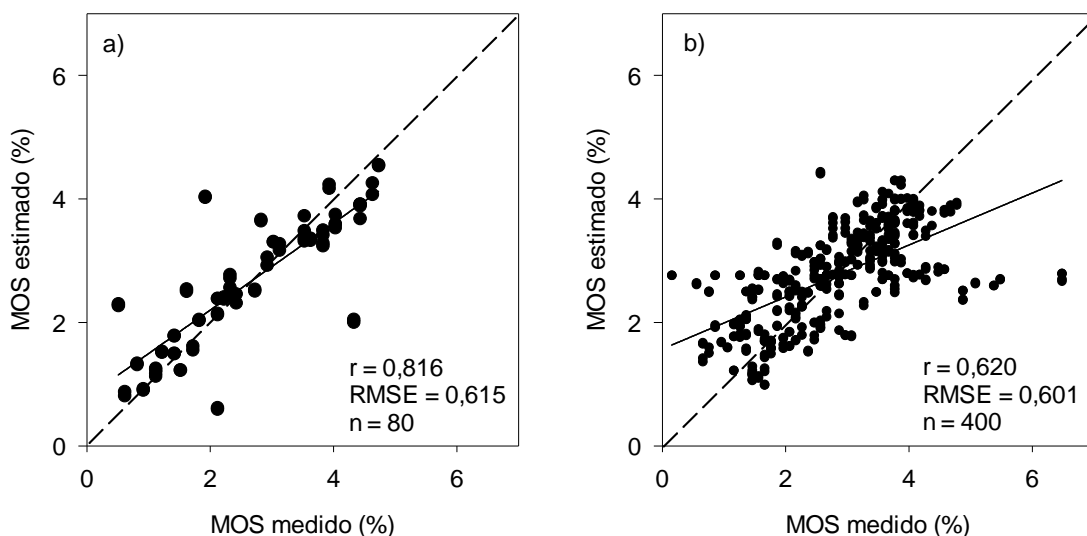 a)
MOS estimado (%)
6
4
2
0
r = 0,816
RMSE = 0,615
n = 80
0 2 4 6
MOS medido (%)
b)
MOS estimado (%)
6
4
2
0
r = 0,620
RMSE = 0,601
n = 400
0 2 4 6
MOS medido (%)